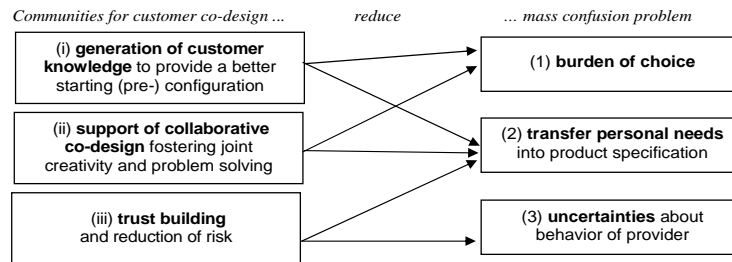 Communities for customer co-design ... reduce ... mass confusion problem
(i) generation of customer
knowledge to provide a better
starting (pre-) configuration
(1) burden of choice
(ii) support of collaborative
co-design fostering joint
creativity and problem solving
(2) transfer personal needs
into product specification
(iii) trust building
and reduction of risk
(3) uncertainties about
behavior of provider